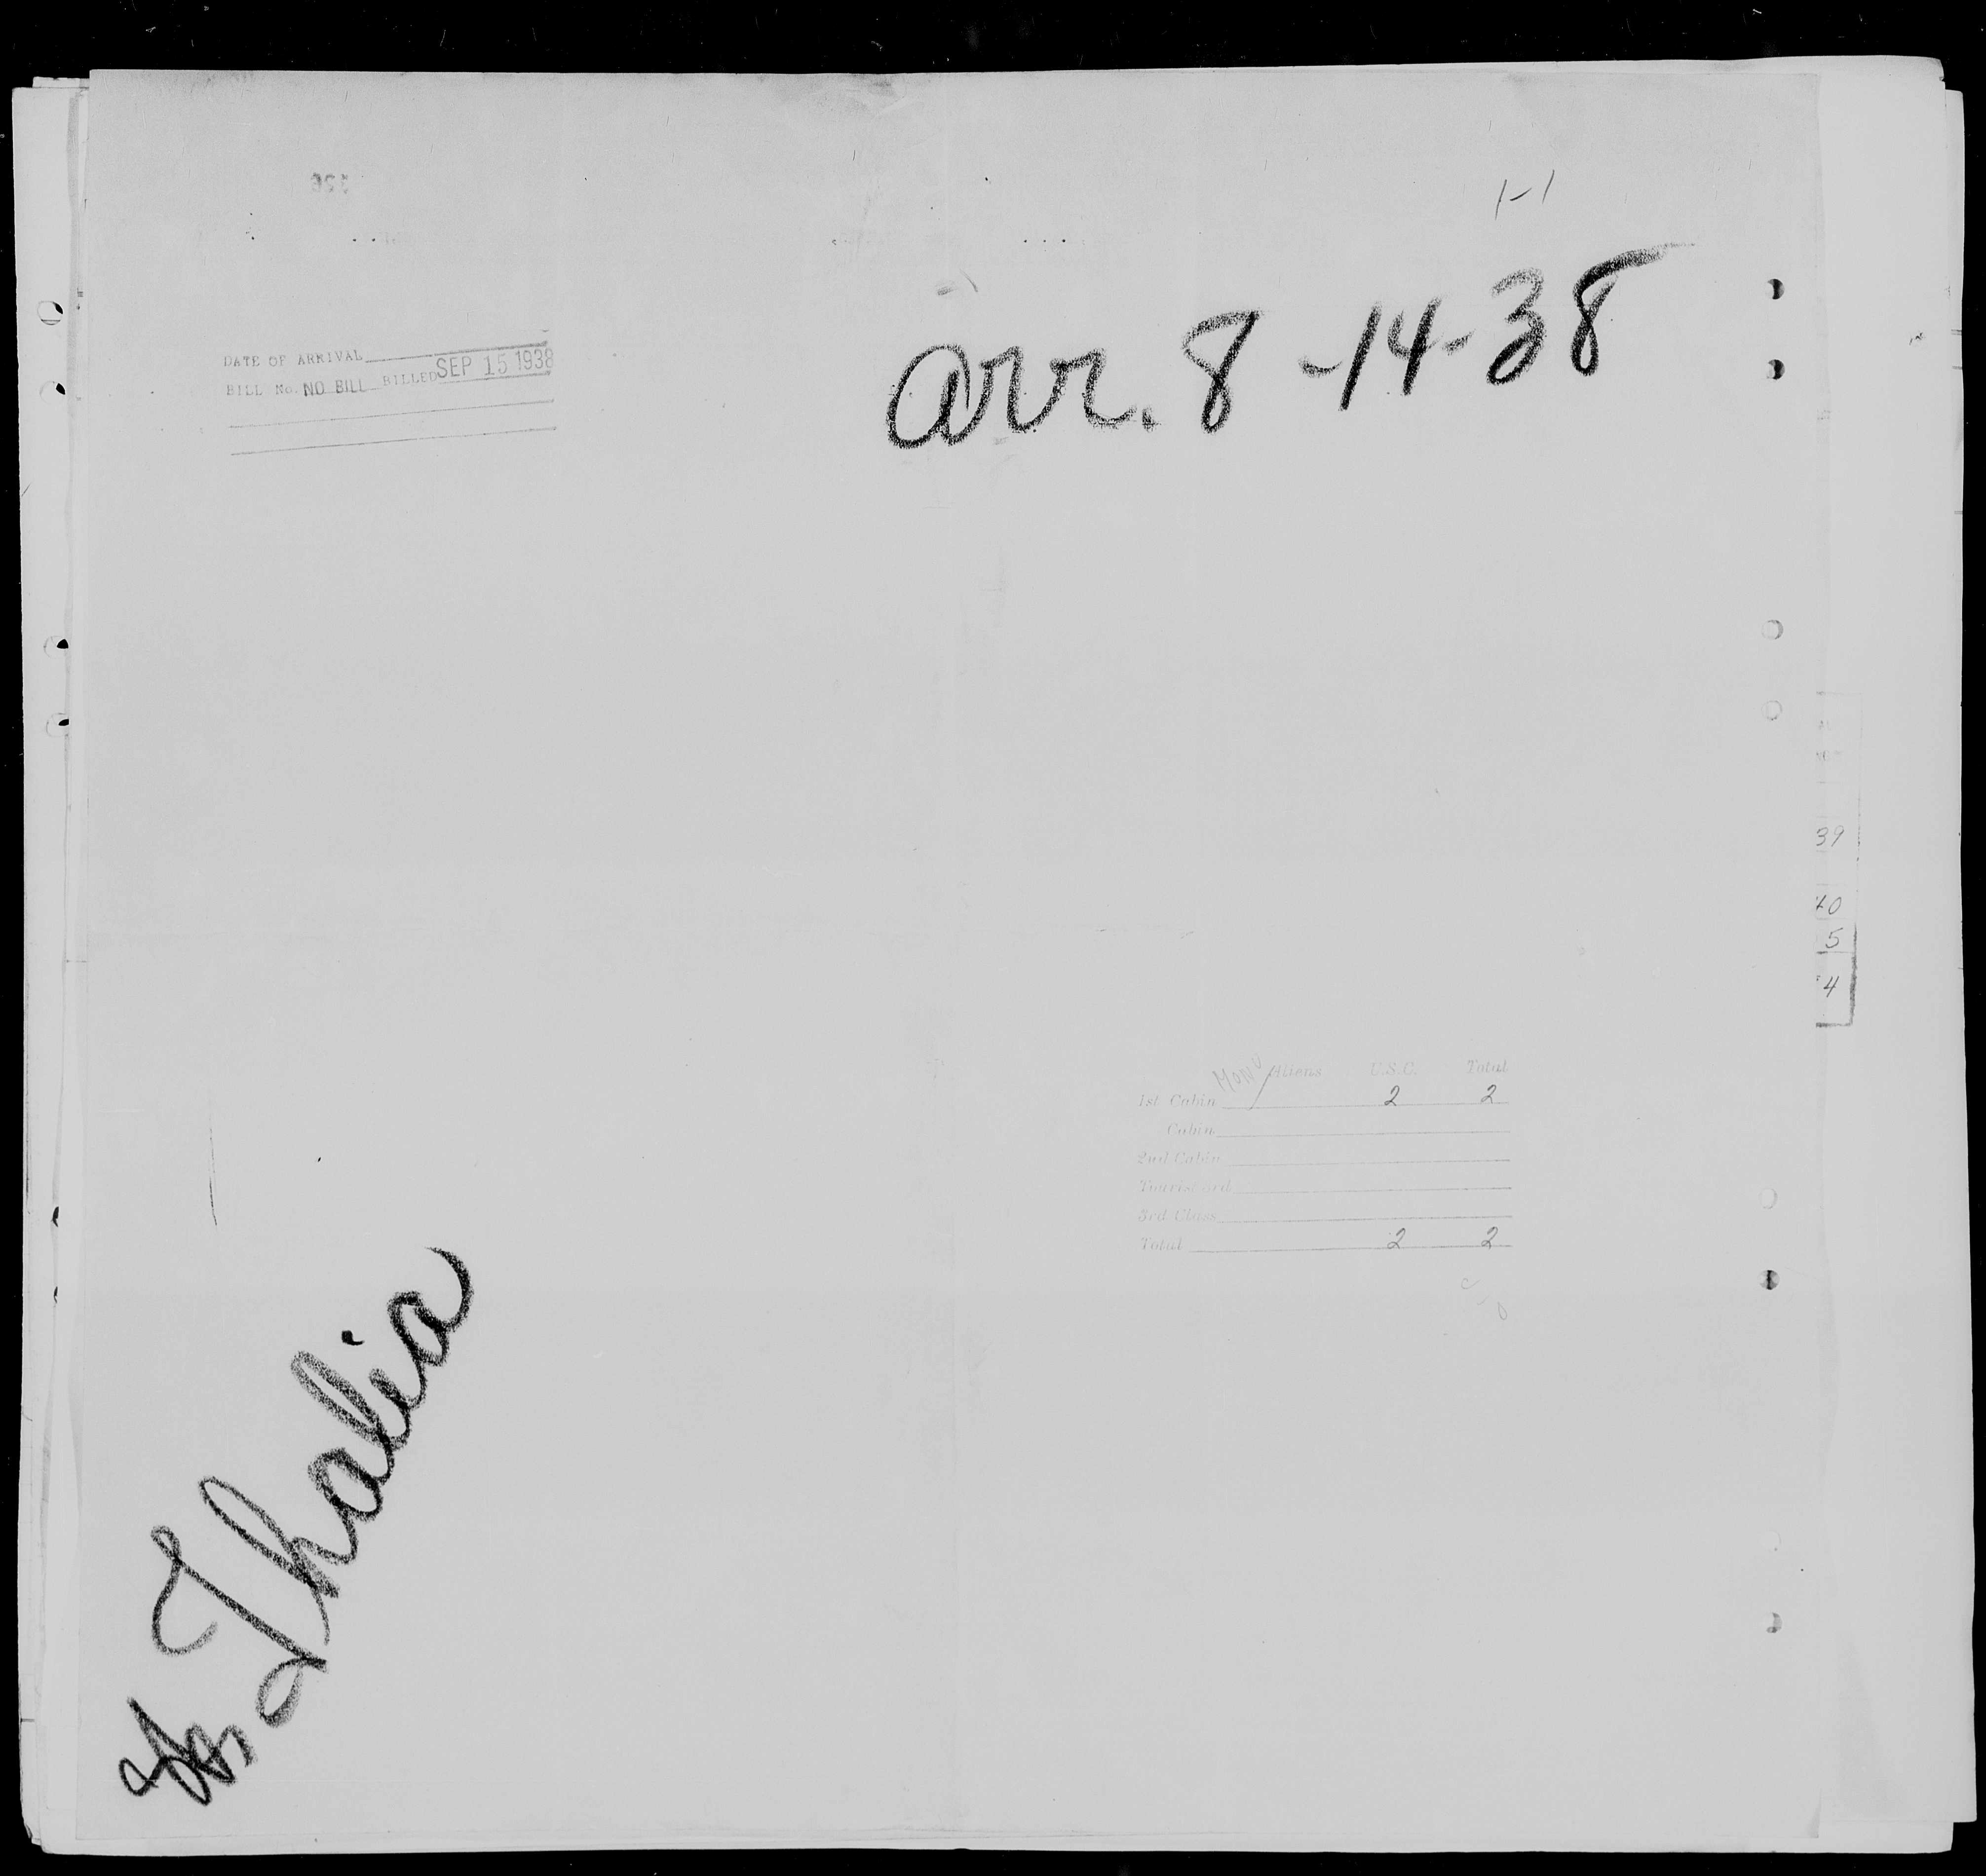 1-1
arr. 8-14-38
DATE OF ARRIVAL
BILL No. NO BILL BILLED SEP 15 1938
39
40
5
4
Aliens U.S.C. Total
1st Cabin 2 2
Cabin
2nd Cabin
Tourist 3rd
3rd Class
Total 2 2
SS. Thalia